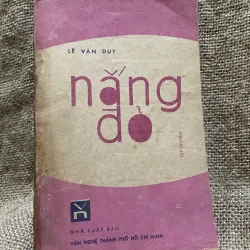 LÊ VĂN DUY
nắng
đỏ
NHÀ XUẤT BẢN
VĂN NGHỆ THÀNH PHỐ HỒ CHÍ MINH